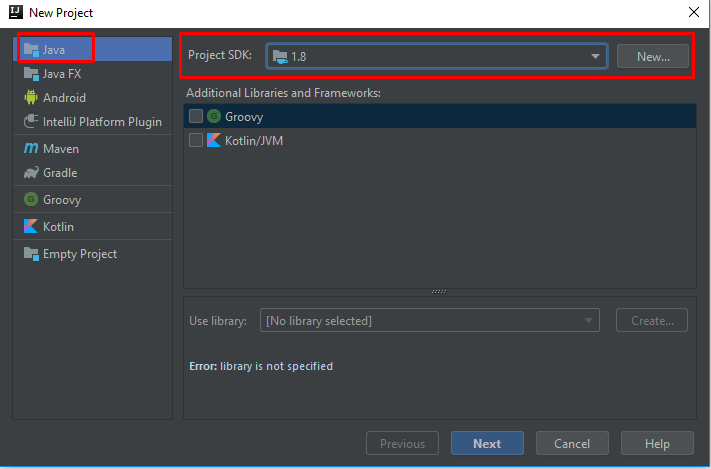 New Project
Java
Java FX
Android
IntelliJ Platform Plugin
Maven
Gradle
Groovy
Kotlin
Empty Project
Project SDK:
1.8
New...
Additional Libraries and Frameworks:
Groovy
Kotlin/JVM
Use library:
[No library selected]
Create...
Error: library is not specified
Previous
Next
Cancel
Help